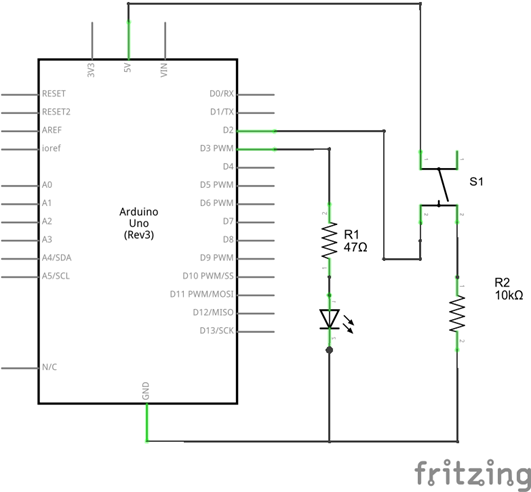 3V3
5V
VIN
RESET
RESET2
AREF
ioref
A0
A1
A2
A3
A4/SDA
A5/SCL
N/C
Arduino
Uno
(Rev3)
D0/RX
D1/TX
D2
D3 PWM
D4
D5 PWM
D6 PWM
D7
D8
D9 PWM
D10 PWM/SS
D11 PWM/MOSI
D12/MISO
D13/SCK
GND
R1
47Ω
S1
R2
10kΩ
fritzing